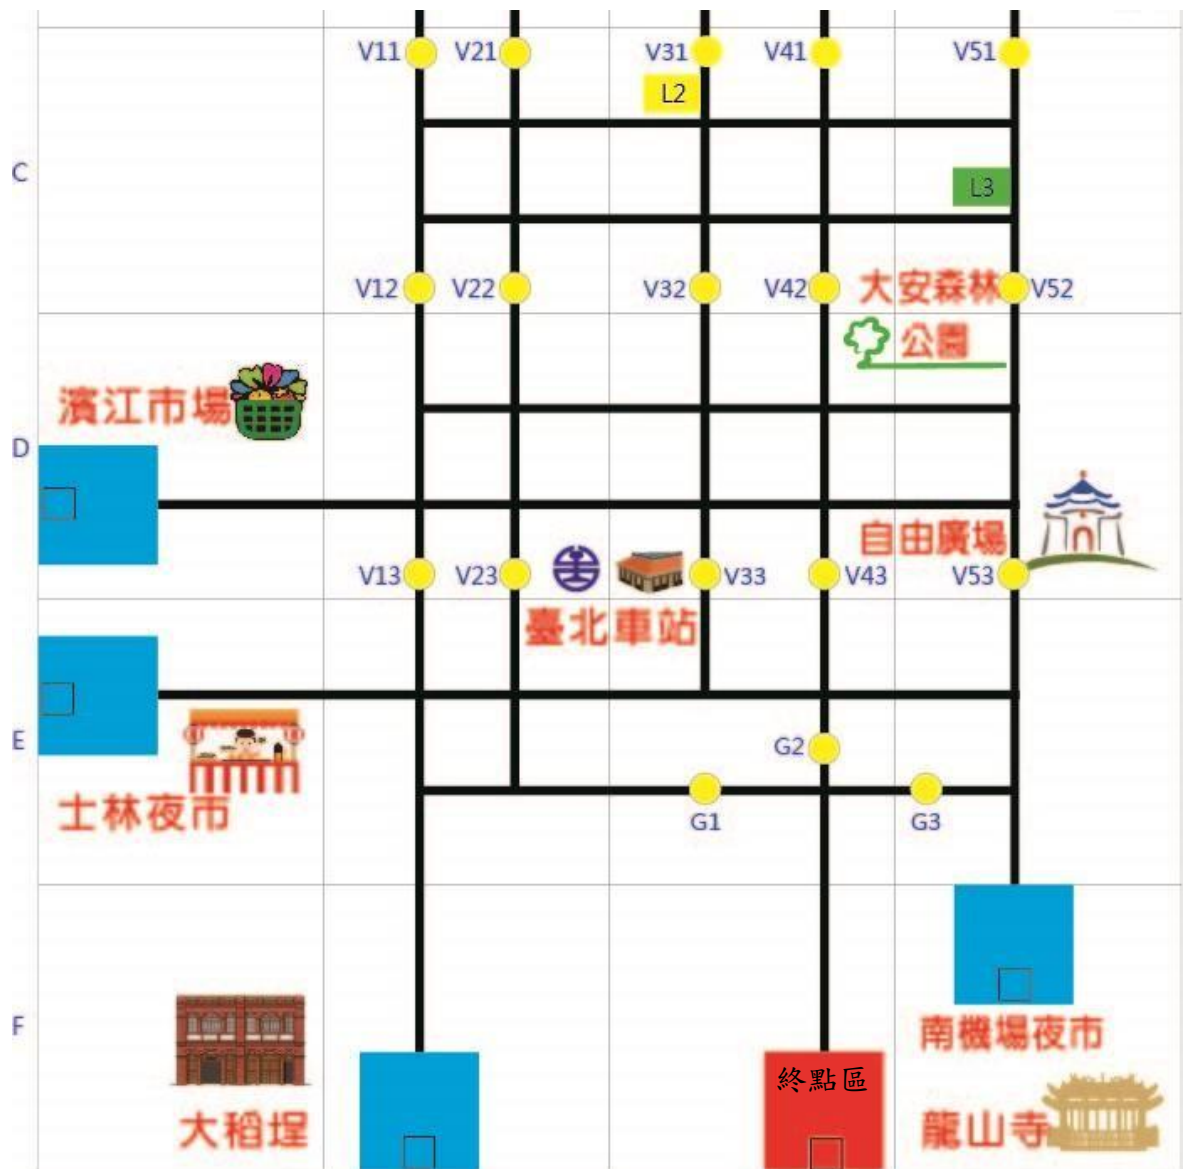 V11 V21 V31 V41 V51
L2
C
L3
V12 V22 V32 V42 大安森林 V52
公園
濱江市場
D
自由廣場
V13 V23 V33 V43 V53
臺北車站
E
G2
士林夜市
G1 G3
F
南機場夜市
終點區
大稻埕
龍山寺